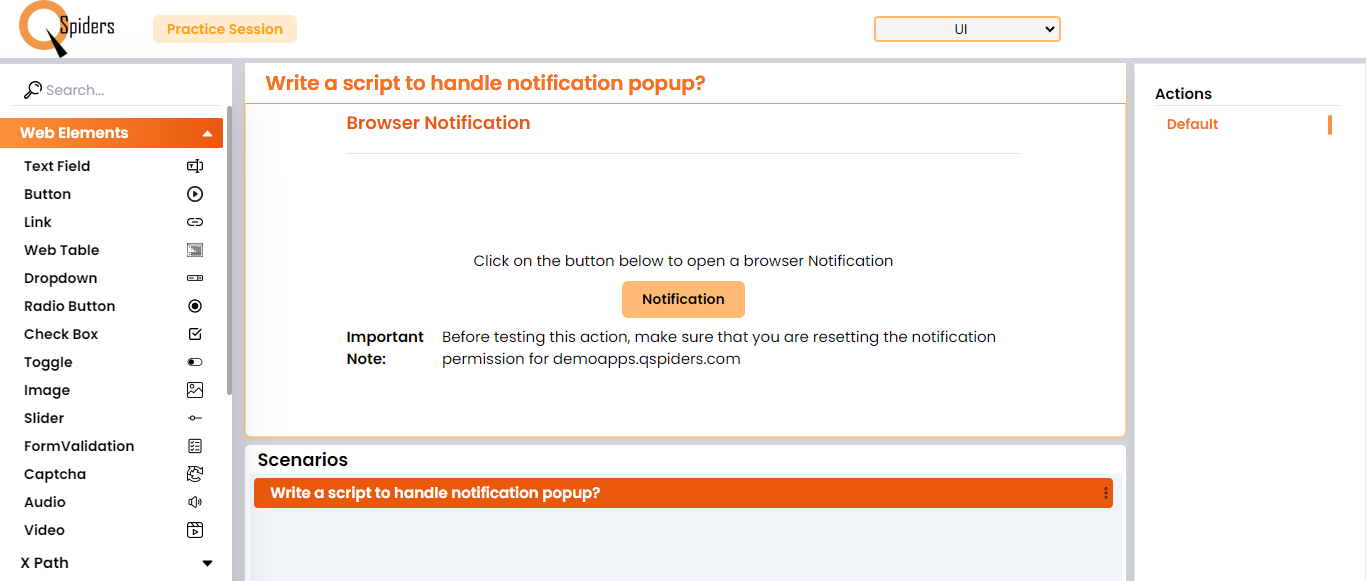 Spiders
Practice Session
UI
Search...
Web Elements
Text Field
Button
Link
Web Table
Dropdown
Radio Button
Check Box
Toggle
Image
Slider
FormValidation
Captcha
Audio
Video
X Path
Write a script to handle notification popup?
Browser Notification
Click on the button below to open a browser Notification
Notification
Important Note:
Before testing this action, make sure that you are resetting the notification
permission for demoapps.qspiders.com
Scenarios
Write a script to handle notification popup?
Actions
Default